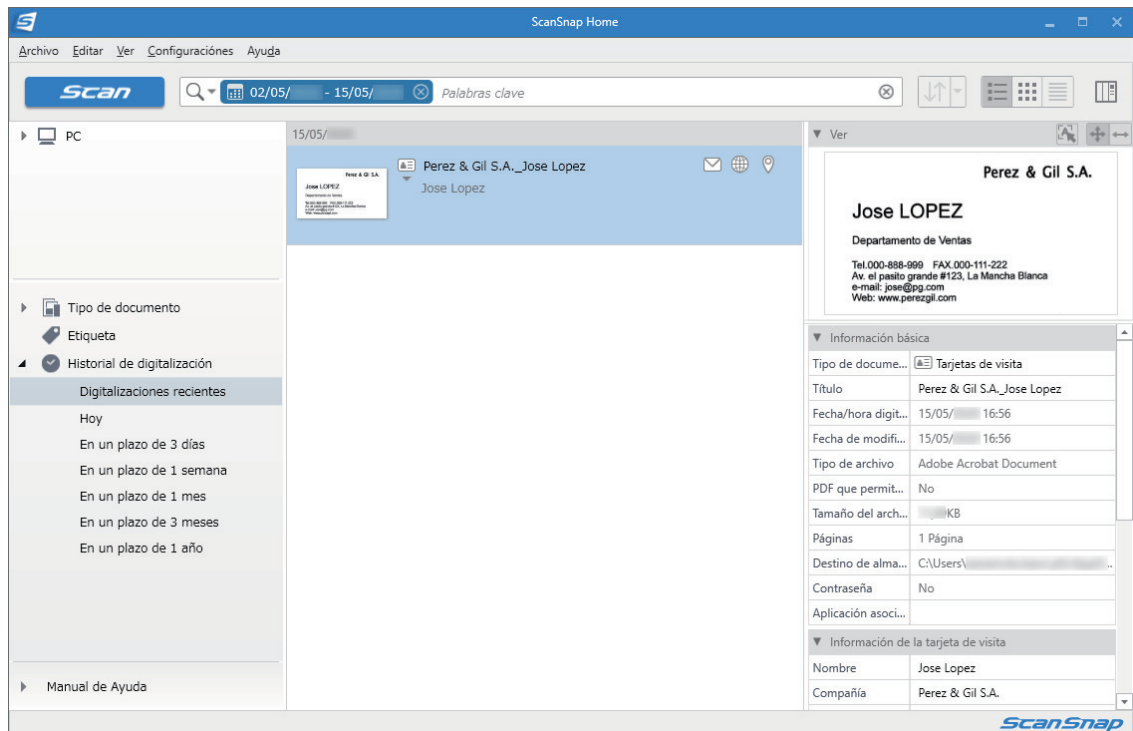 ScanSnap Home
Archivo Editar Ver Configuraciónes Ayuda
Scan
02/05/ - 15/05/
Palabras clave
PC
Tipo de documento
Etiqueta
Historial de digitalización
Digitalizaciones recientes
Hoy
En un plazo de 3 días
En un plazo de 1 semana
En un plazo de 1 mes
En un plazo de 3 meses
En un plazo de 1 año
Manual de Ayuda
15/05/
Perez & Gil S.A.
Jose LOPEZ
Perez & Gil S.A._Jose Lopez
Jose Lopez
Ver
Perez & Gil S.A.
Jose LOPEZ
Departamento de Ventas
Tel.000-888-999 FAX.000-111-222
Av. el pasito grande #123, La Mancha Blanca
e-mail: jose@pg.com
Web: www.perezgil.com
Información básica
Tipo de docume... Tarjetas de visita
Título Perez & Gil S.A._Jose Lopez
Fecha/hora digit... 15/05/ 16:56
Fecha de modifi... 15/05/ 16:56
Tipo de archivo Adobe Acrobat Document
PDF que permit... No
Tamaño del arch... KB
Páginas 1 Página
Destino de alma... C:\Users\ ..
Contraseña No
Aplicación asoci...
Información de la tarjeta de visita
Nombre Jose Lopez
Compañía Perez & Gil S.A.
ScanSnap